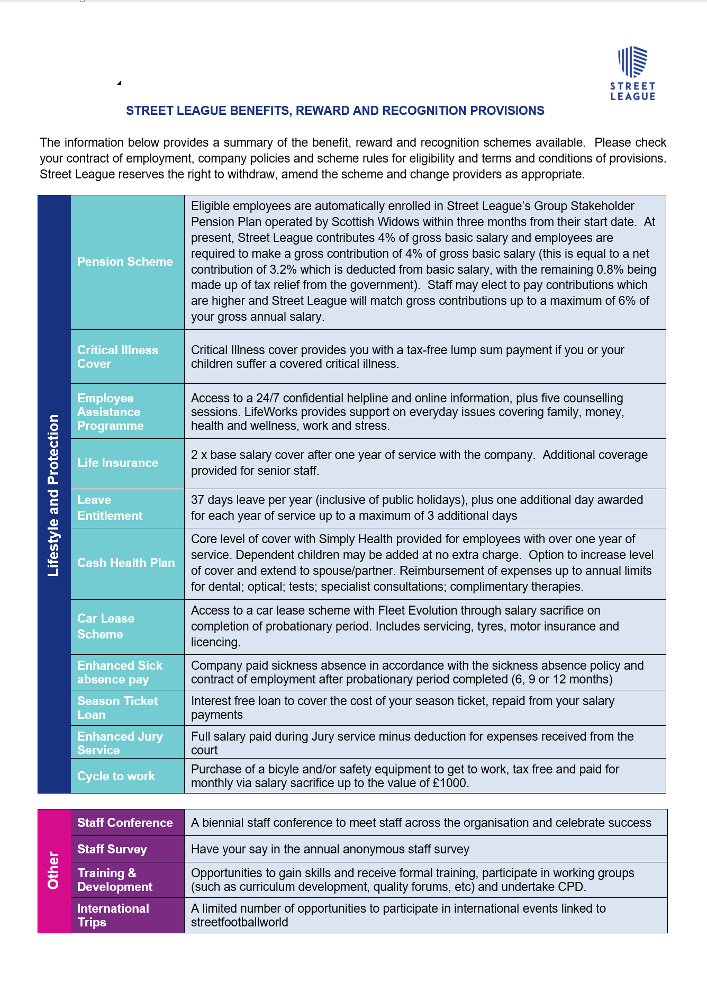 STREET
LEAGUE
STREET LEAGUE BENEFITS, REWARD AND RECOGNITION PROVISIONS
The information below provides a summary of the benefit, reward and recognition schemes available.  Please check
your contract of employment, company policies and scheme rules for eligibility and terms and conditions of provisions.
Street League reserves the right to withdraw, amend the scheme and change providers as appropriate.
Lifestyle and Protection
Pension Scheme
Eligible employees are automatically enrolled in Street League’s Group Stakeholder
Pension Plan operated by Scottish Widows within three months from their start date.  At
present, Street League contributes 4% of gross basic salary and employees are
required to make a gross contribution of 4% of gross basic salary (this is equal to a net
contribution of 3.2% which is deducted from basic salary, with the remaining 0.8% being
made up of tax relief from the government).  Staff may elect to pay contributions which
are higher and Street League will match gross contributions up to a maximum of 6% of
your gross annual salary.
Critical Illness
Cover
Critical Illness cover provides you with a tax-free lump sum payment if you or your
children suffer a covered critical illness.
Employee
Assistance
Programme
Access to a 24/7 confidential helpline and online information, plus five counselling
sessions. LifeWorks provides support on everyday issues covering family, money,
health and wellness, work and stress.
Life Insurance
2 x base salary cover after one year of service with the company.  Additional coverage
provided for senior staff.
Leave
Entitlement
37 days leave per year (inclusive of public holidays), plus one additional day awarded
for each year of service up to a maximum of 3 additional days
Cash Health Plan
Core level of cover with Simply Health provided for employees with over one year of
service. Dependent children may be added at no extra charge.  Option to increase level
of cover and extend to spouse/partner. Reimbursement of expenses up to annual limits
for dental; optical; tests; specialist consultations; complimentary therapies.
Car Lease
Scheme
Access to a car lease scheme with Fleet Evolution through salary sacrifice on
completion of probationary period. Includes servicing, tyres, motor insurance and
licencing.
Enhanced Sick
absence pay
Company paid sickness absence in accordance with the sickness absence policy and
contract of employment after probationary period completed (6, 9 or 12 months)
Season Ticket
Loan
Interest free loan to cover the cost of your season ticket, repaid from your salary
payments
Enhanced Jury
Service
Full salary paid during Jury service minus deduction for expenses received from the
court
Cycle to work
Purchase of a bicyle and/or safety equipment to get to work, tax free and paid for
monthly via salary sacrifice up to the value of £1000.
Other
Staff Conference
A biennial staff conference to meet staff across the organisation and celebrate success
Staff Survey
Have your say in the annual anonymous staff survey
Training &
Development
Opportunities to gain skills and receive formal training, participate in working groups
(such as curriculum development, quality forums, etc) and undertake CPD.
International
Trips
A limited number of opportunities to participate in international events linked to
streetfootballworld